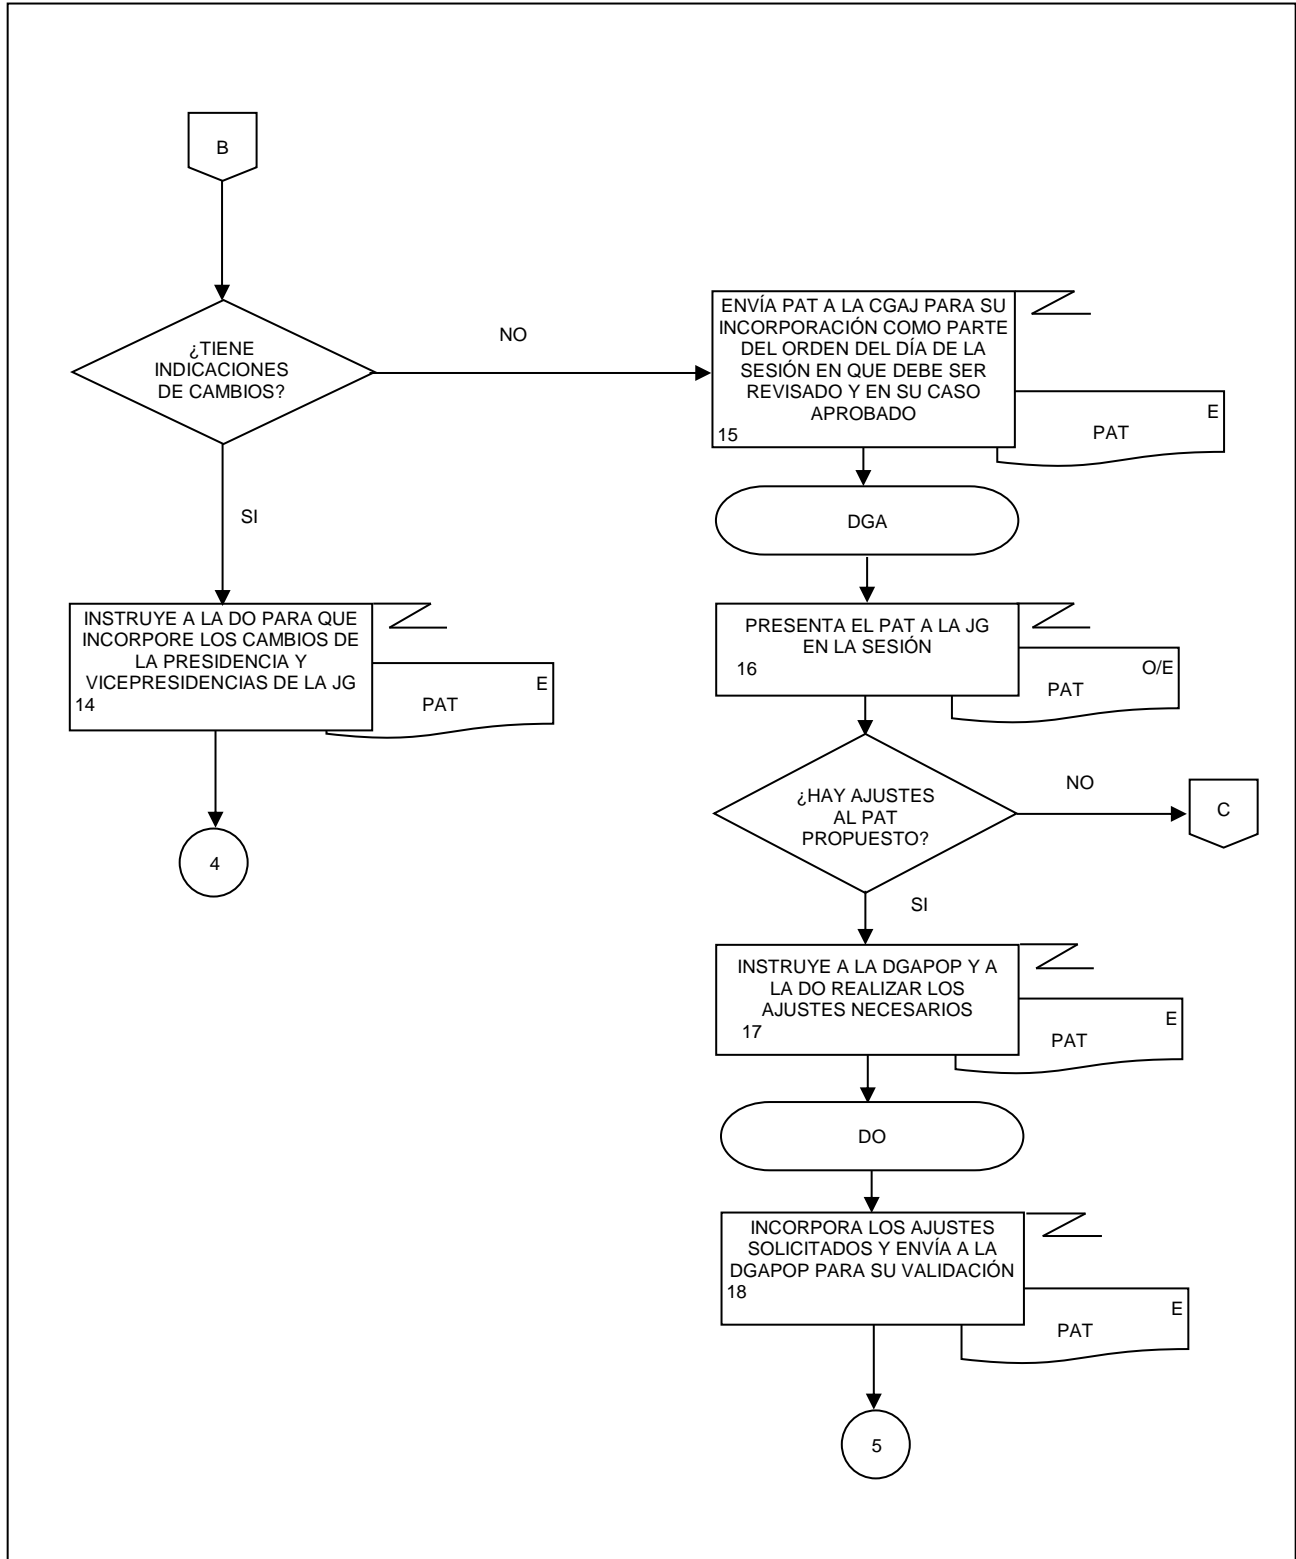 B
¿TIENE
INDICACIONES
DE CAMBIOS?
NO
SI
INSTRUYE A LA DO PARA QUE
INCORPORE LOS CAMBIOS DE
LA PRESIDENCIA Y
VICEPRESIDENCIAS DE LA JG
14
E
PAT
4
ENVÍA PAT A LA CGAJ PARA SU
INCORPORACIÓN COMO PARTE
DEL ORDEN DEL DÍA DE LA
SESIÓN EN QUE DEBE SER
REVISADO Y EN SU CASO
APROBADO
15
E
PAT
DGA
PRESENTA EL PAT A LA JG
EN LA SESIÓN
16
O/E
PAT
¿HAY AJUSTES
AL PAT
PROPUESTO?
NO
C
SI
INSTRUYE A LA DGAPOP Y A
LA DO REALIZAR LOS
AJUSTES NECESARIOS
17
E
PAT
DO
INCORPORA LOS AJUSTES
SOLICITADOS Y ENVÍA A LA
DGAPOP PARA SU VALIDACIÓN
18
E
PAT
5